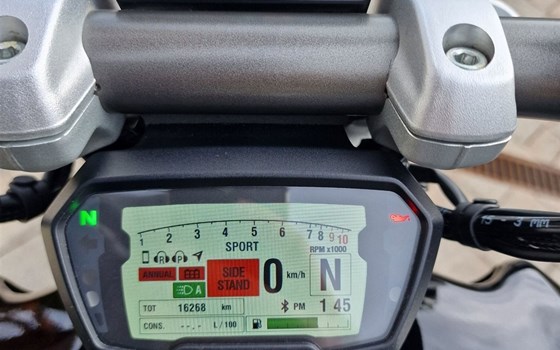 N
1 2 3 4 5 6 7 8 9 10
SPORT RPM x1000
R P
ANNUAL SIDE STAND 0 km/h N
A
TOT 16268 km PM 1 45
CONS. --.- L / 100